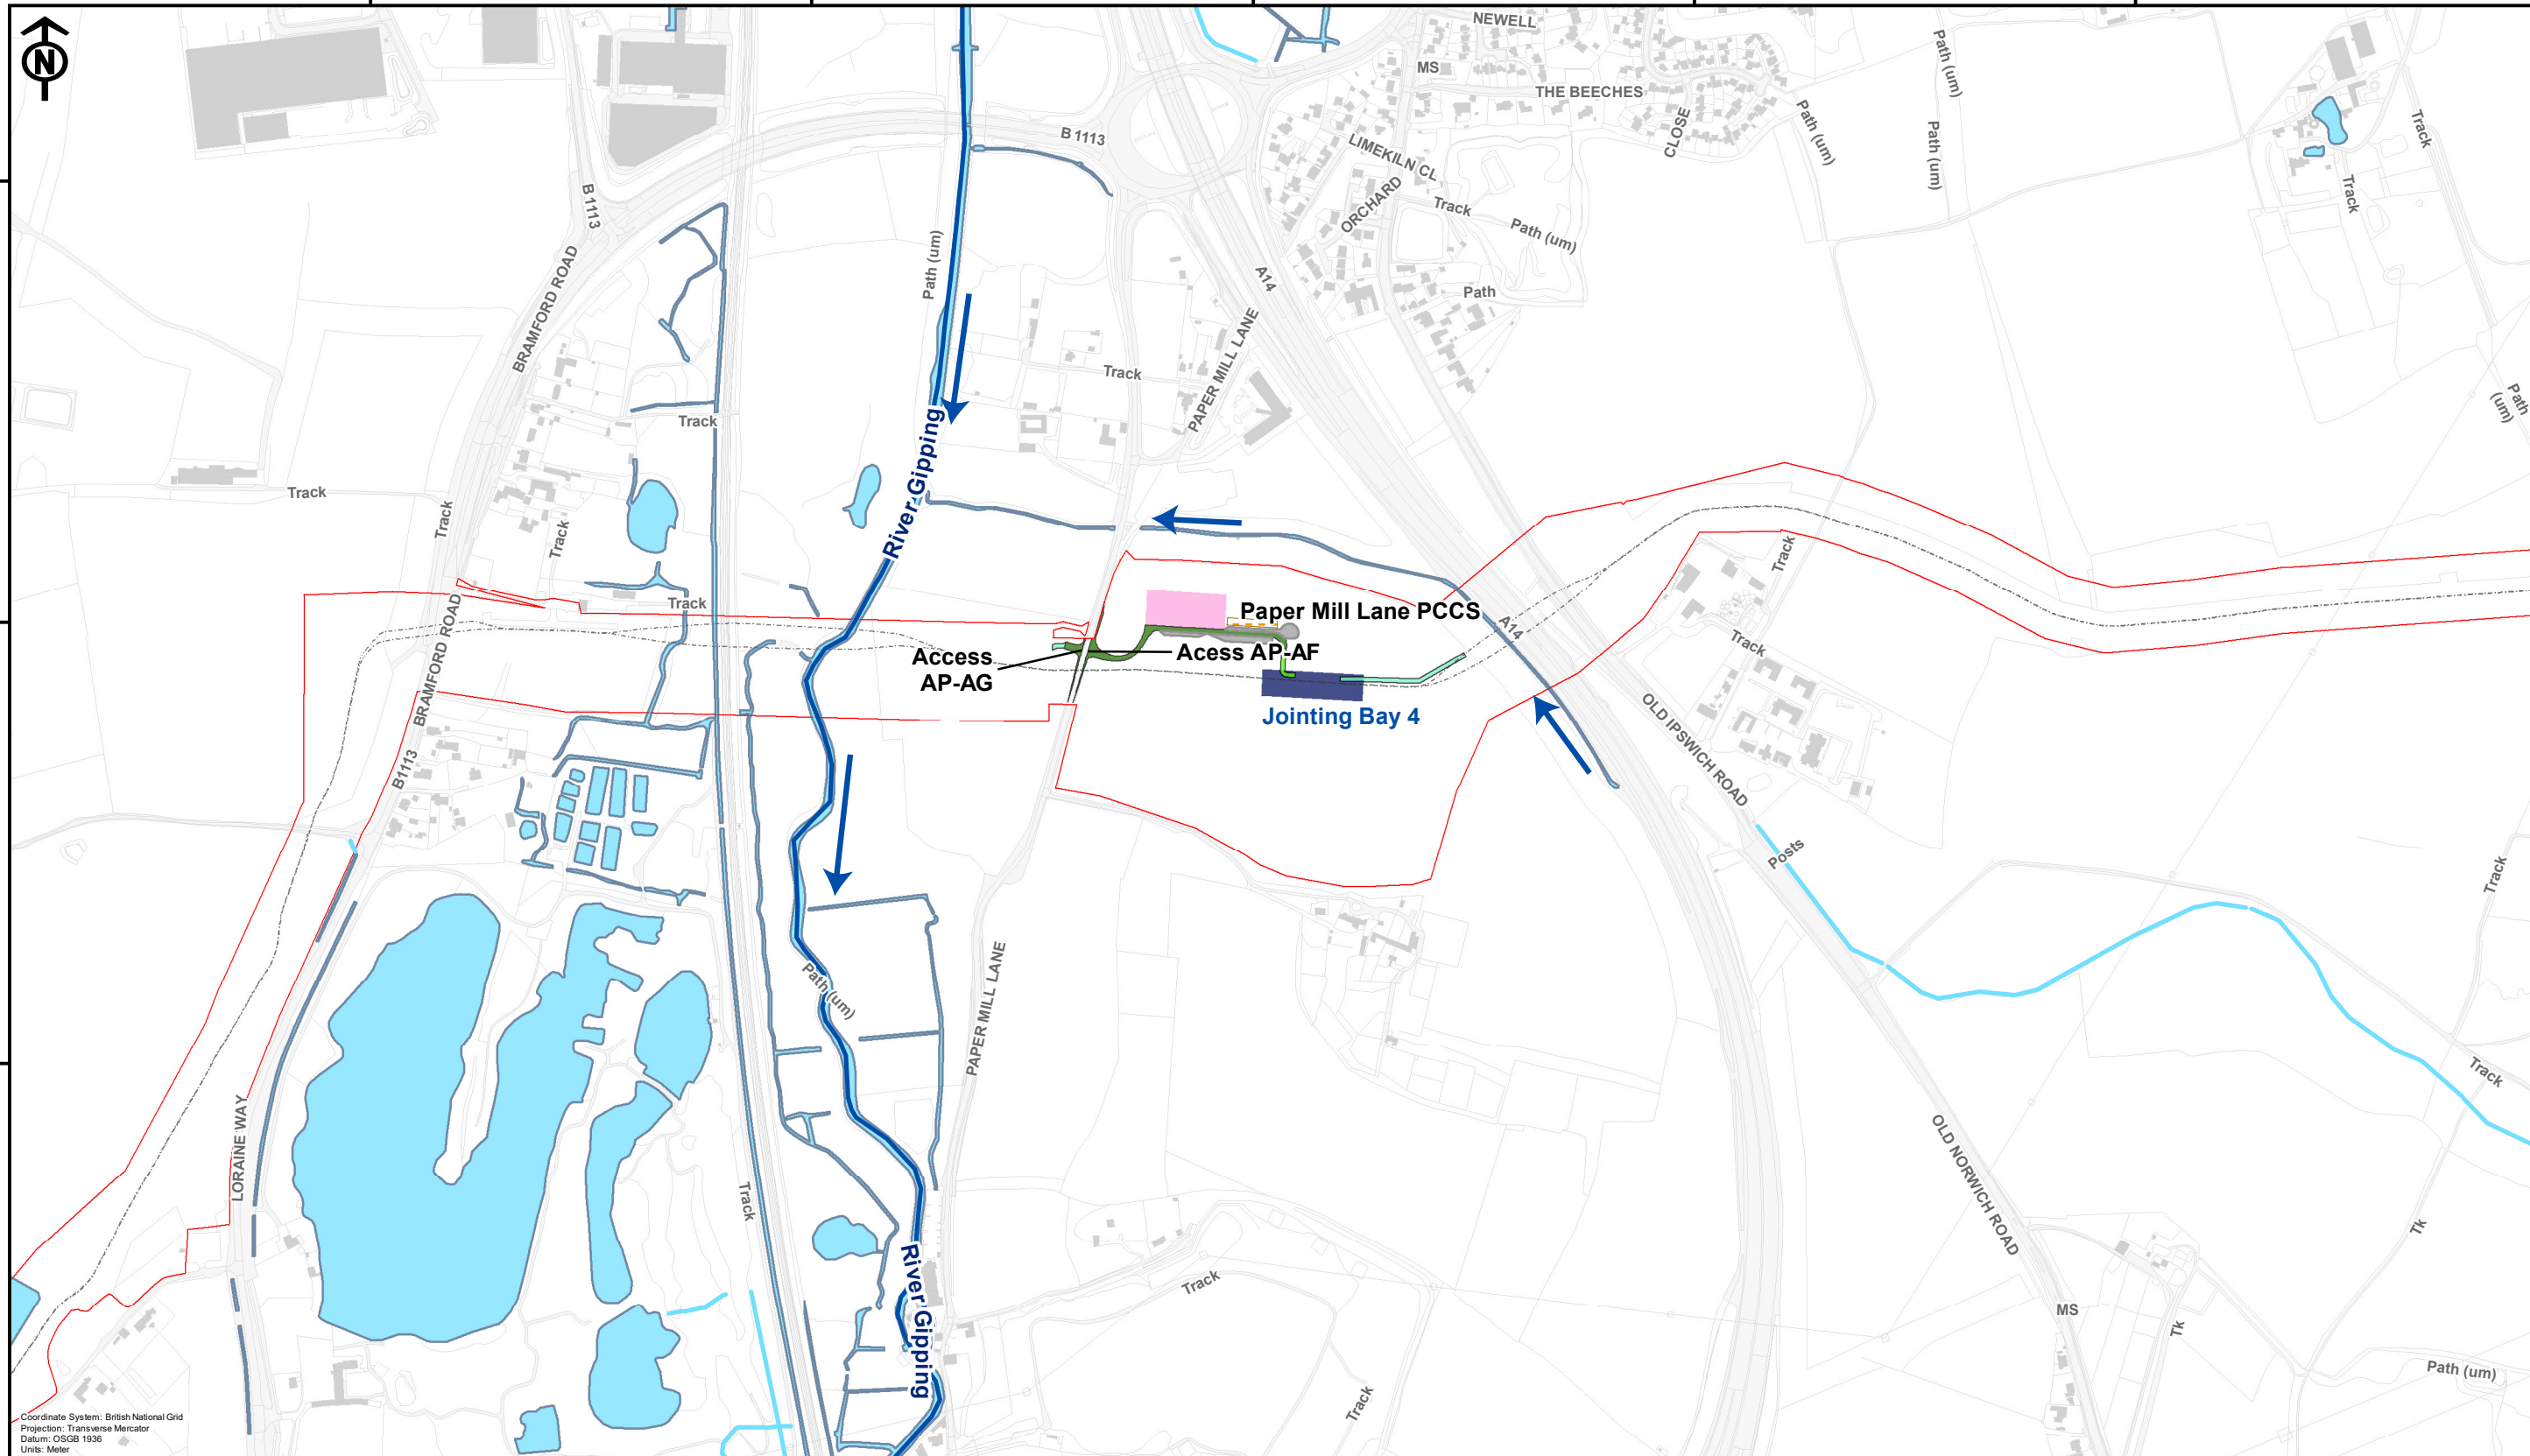 N
NEWELL
MS
THE BEECHES
CLOSE
Path (um)
Path (um)
Path (um)
Track
Track
B 1113
B 1113
LIMEKILN CL
ORCHARD
Track
Path (um)
Path
A14
BRAMFORD ROAD
Path (um)
PAPER MILL LANE
Track
Track
Path
(um)
River Gipping
Track
Track
Track
Track
Track
Paper Mill Lane PCCS
A14
Acess AP-AF
Access
AP-AG
Track
BRAMFORD ROAD
Jointing Bay 4
OLD IPSWICH ROAD
B1113
Posts
Track
Path (um)
PAPER MILL LANE
Track
LORAINE WAY
Track
OLD NORWICH ROAD
Tk
River Gipping
Track
MS
Tk
Path (um)
Track
Coordinate System: British National Grid
Projection: Transverse Mercator
Datum: OSGB 1936
Units: Meter